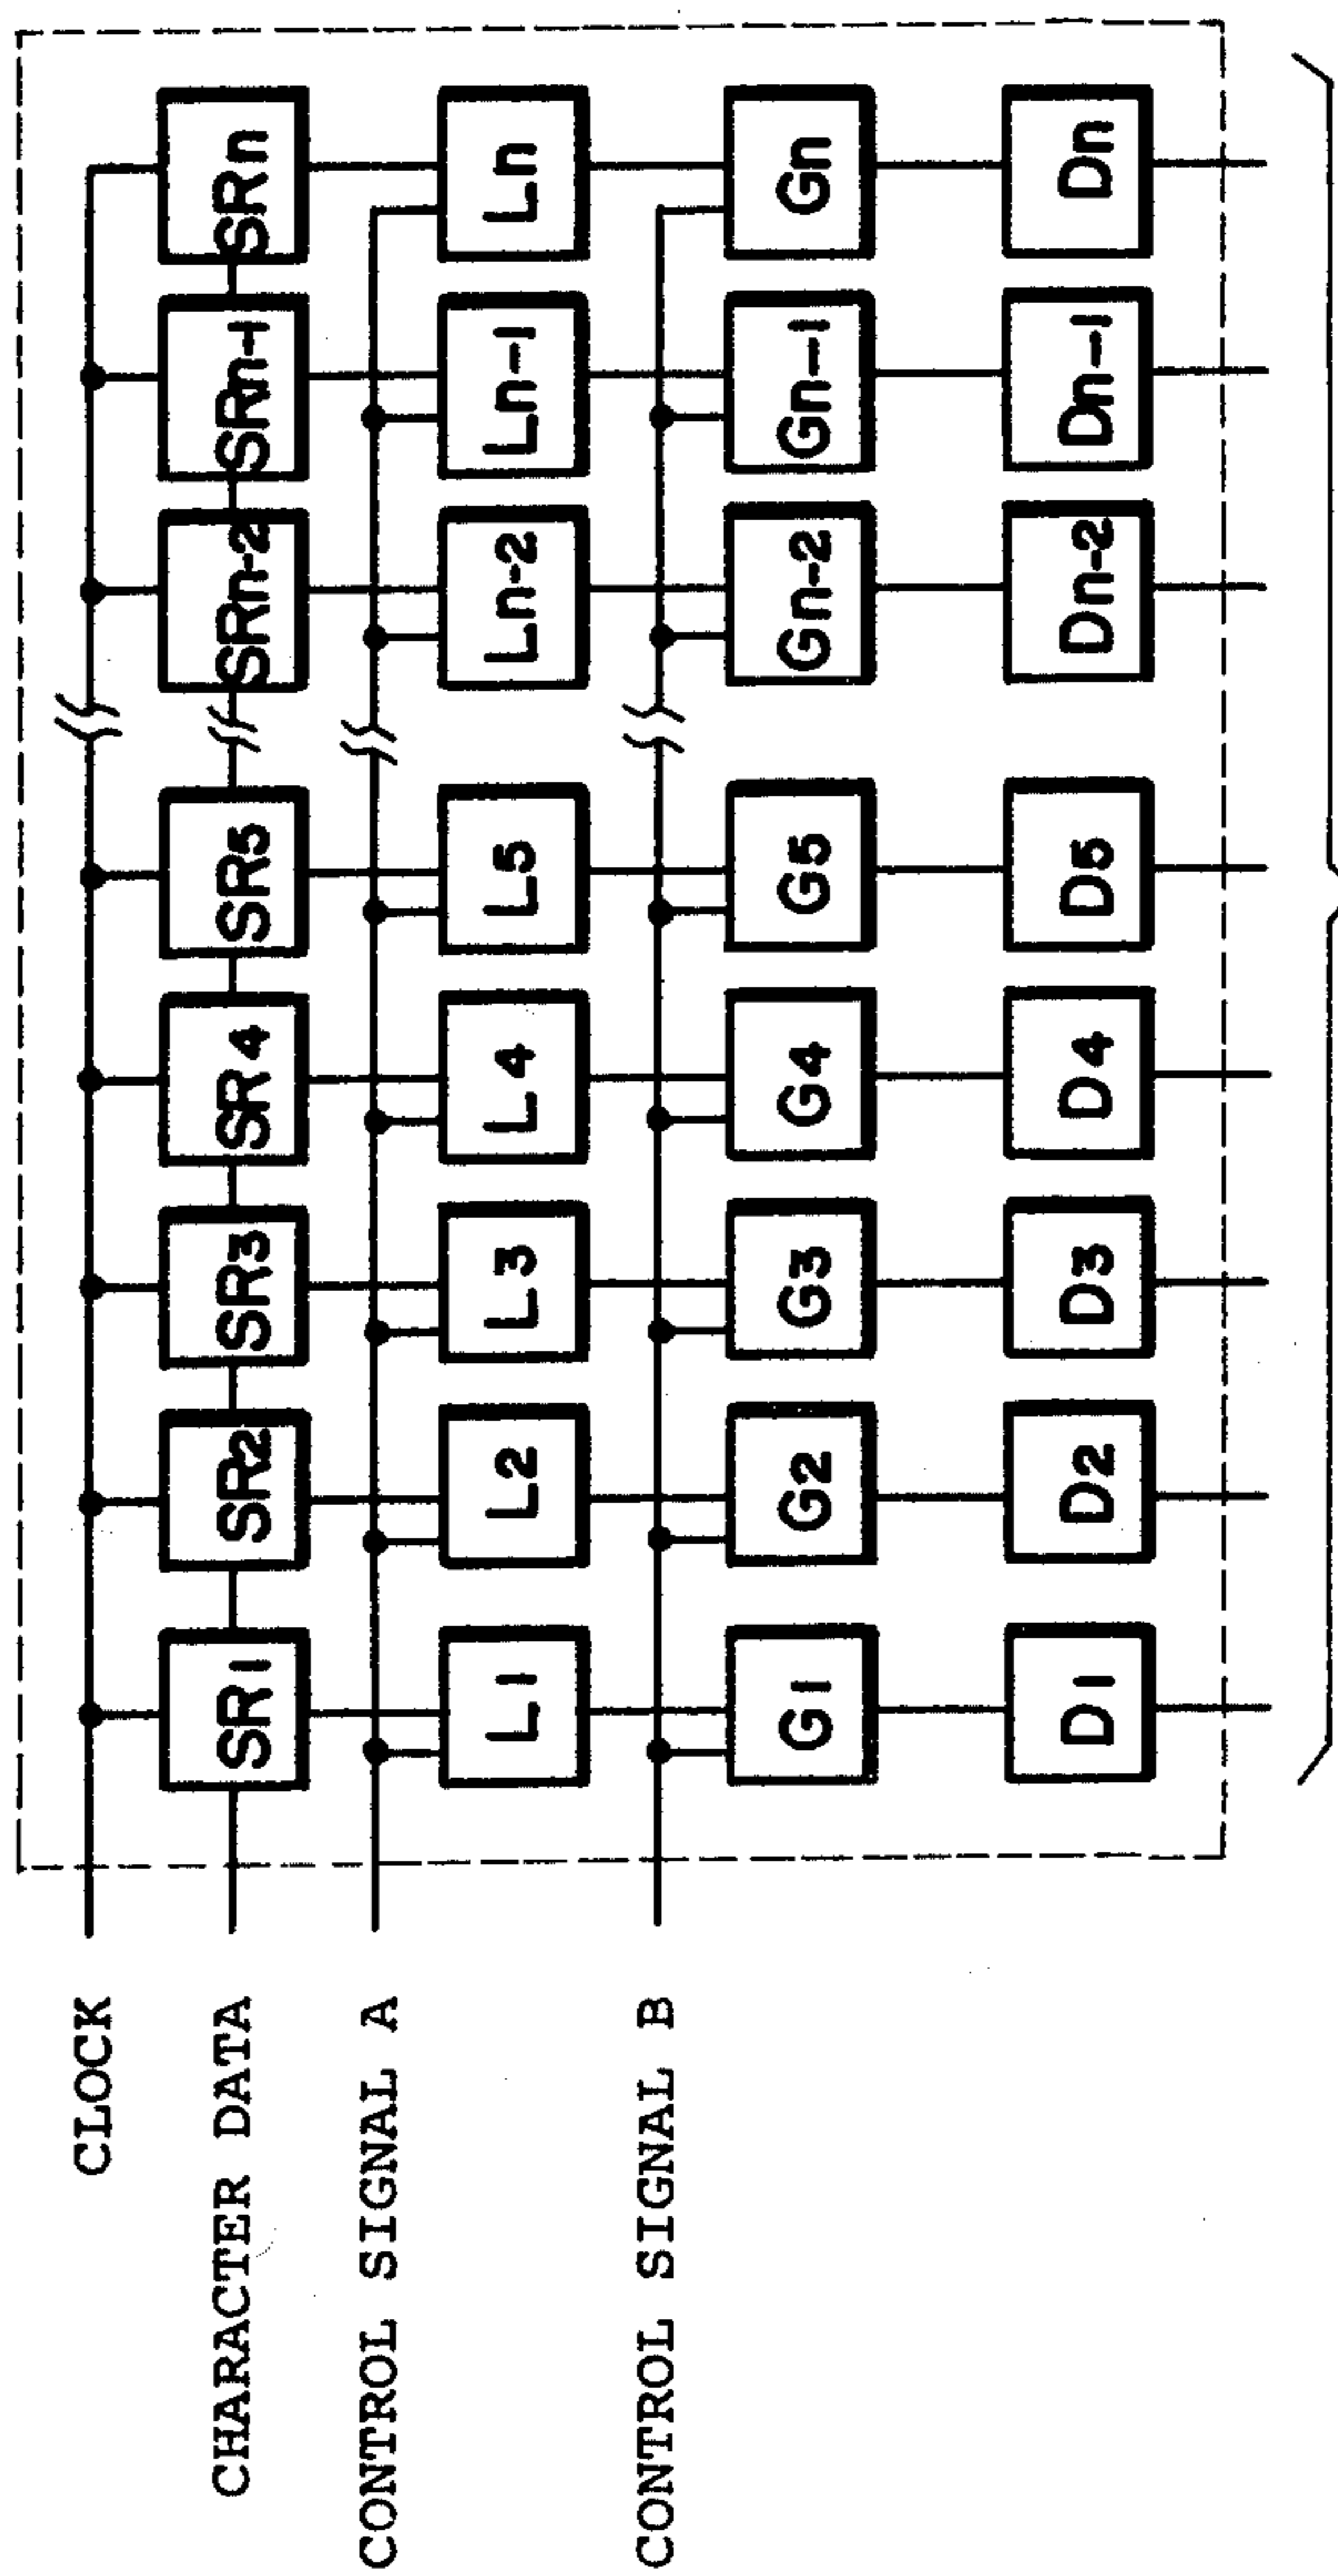 CLOCK
CHARACTER DATA
CONTROL SIGNAL A
CONTROL SIGNAL B
SR1 SR2 SR3 SR4 SR5 SRn-2 SRn-1 SRn
L1 L2 L3 L4 L5 Ln-2 Ln-1 Ln
G1 G2 G3 G4 G5 Gn-2 Gn-1 Gn
D1 D2 D3 D4 D5 Dn-2 Dn-1 Dn